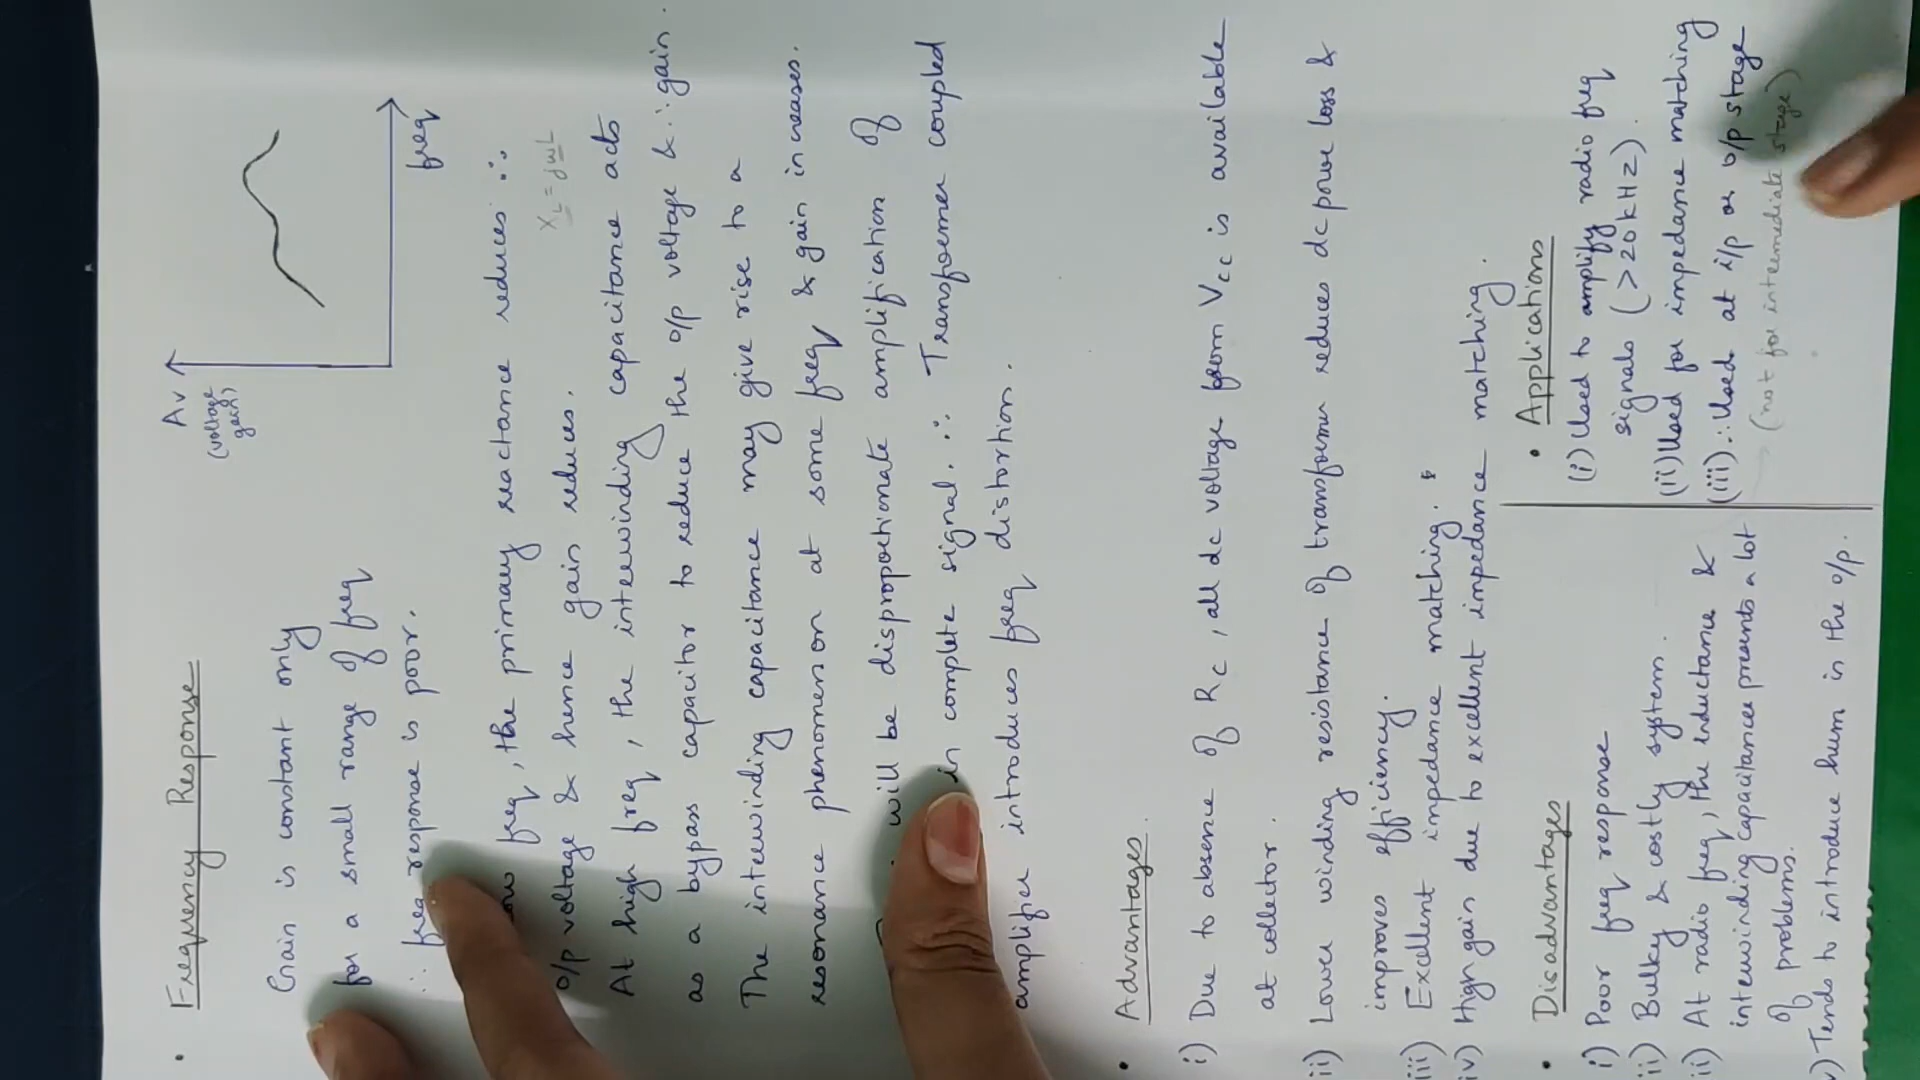 • Frequency Response
Gain is constant only
for a small range of freq
∴ freq response is poor.
Av
(voltage
gain)
freq
freq, the primary reactance reduces ∴
X_L = jωL
o/p voltage & hence gain reduces.
At high freq, the interwinding capacitance acts
as a bypass capacitor to reduce the o/p voltage & ∴ gain.
The interwinding capacitance may give rise to a
resonance phenomenon at some freq & gain increases.
will be disproportionate amplification of
in complete signal. ∴ Transformer coupled
amplifier introduces freq distortion.
• Advantages.
i) Due to absence of Rc, all dc voltage from Vcc is available
at collector.
ii) Lower winding resistance of transform reduces dc power loss &
improves efficiency.
iii) Excellent impedance matching.
iv) High gain due to excellent impedance matching.
• Disadvantages
i) Poor freq response
ii) Bulky & costly system.
ii) At radio freq, the inductance &
interwinding capacitances presents a lot
of problems.
v) Tends to introduce hum in the o/p.
• Applications
(i) Used to amplify radio freq
signals (>20kHz).
(ii) Used for impedance matching
(iii) ∴ Used at i/p or o/p stage
(not for intermediate stage)